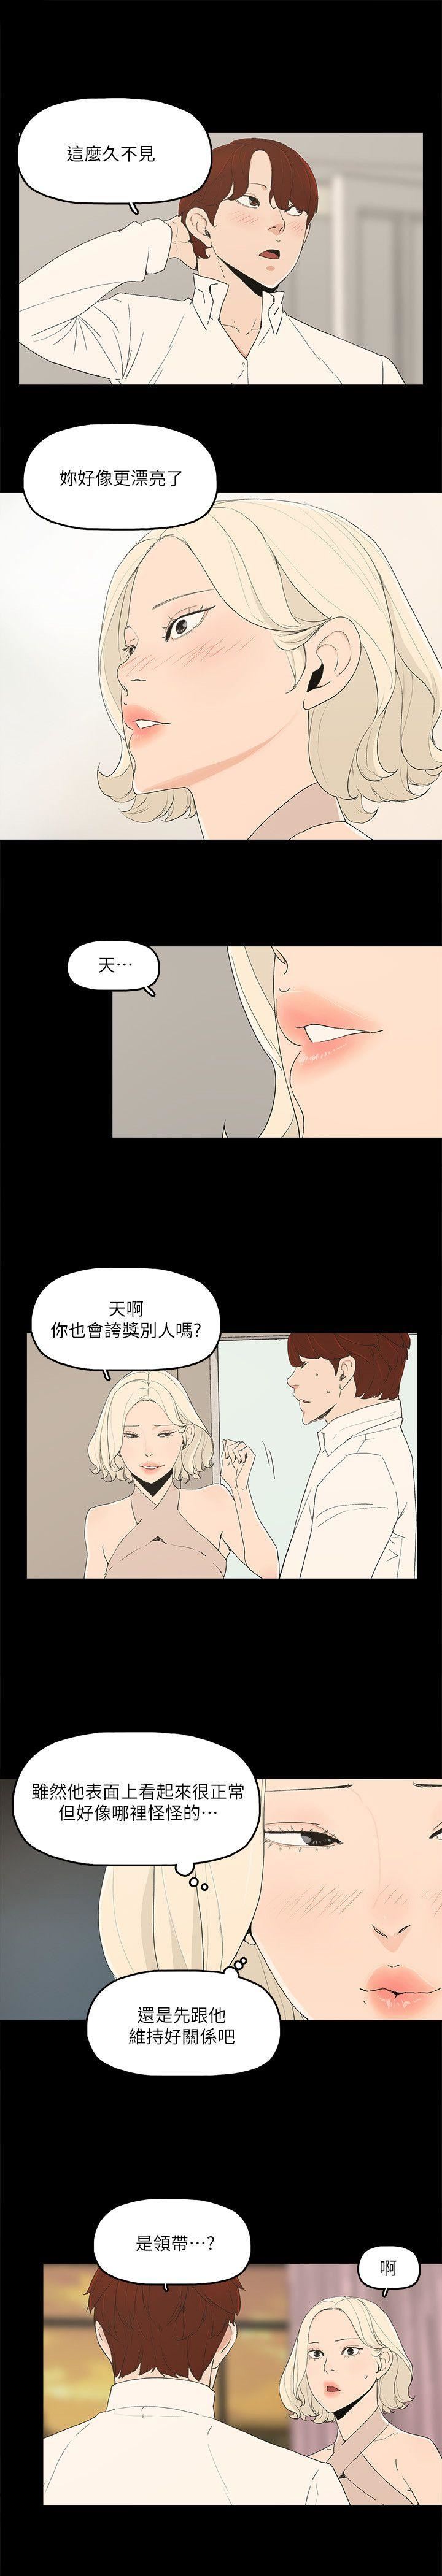 這麼久不見
妳好像更漂亮了
天⋯
天啊
你也會誇獎別人嗎?
雖然他表面上看起來很正常
但好像哪裡怪怪的⋯
還是先跟他
維持好關係吧
是領帶⋯?
啊